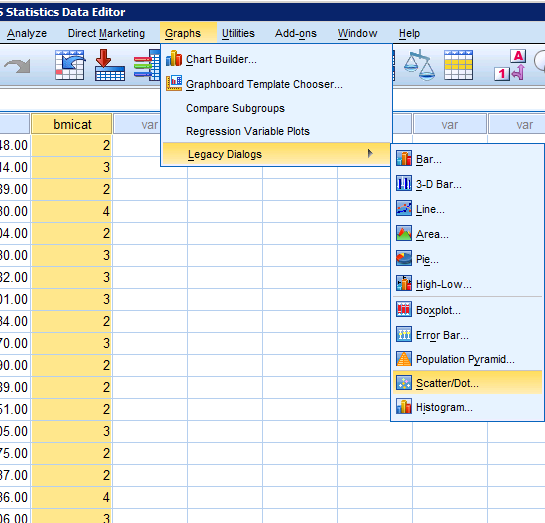 S Statistics Data Editor
Analyze Direct Marketing Graphs Utilities Add-ons Window Help
Chart Builder...
Graphboard Template Chooser...
Compare Subgroups
Regression Variable Plots
Legacy Dialogs
A
1
bmicat var var var
Bar...
3-D Bar...
Line...
Area...
Pie...
High-Low...
Boxplot...
Error Bar...
Population Pyramid...
Scatter/Dot...
Histogram...
48.00 2
44.00 3
39.00 2
30.00 4
04.00 2
30.00 3
32.00 3
01.00 3
34.00 2
70.00 3
90.00 2
39.00 2
51.00 2
05.00 3
75.00 2
37.00 2
36.00 4
06.00 3